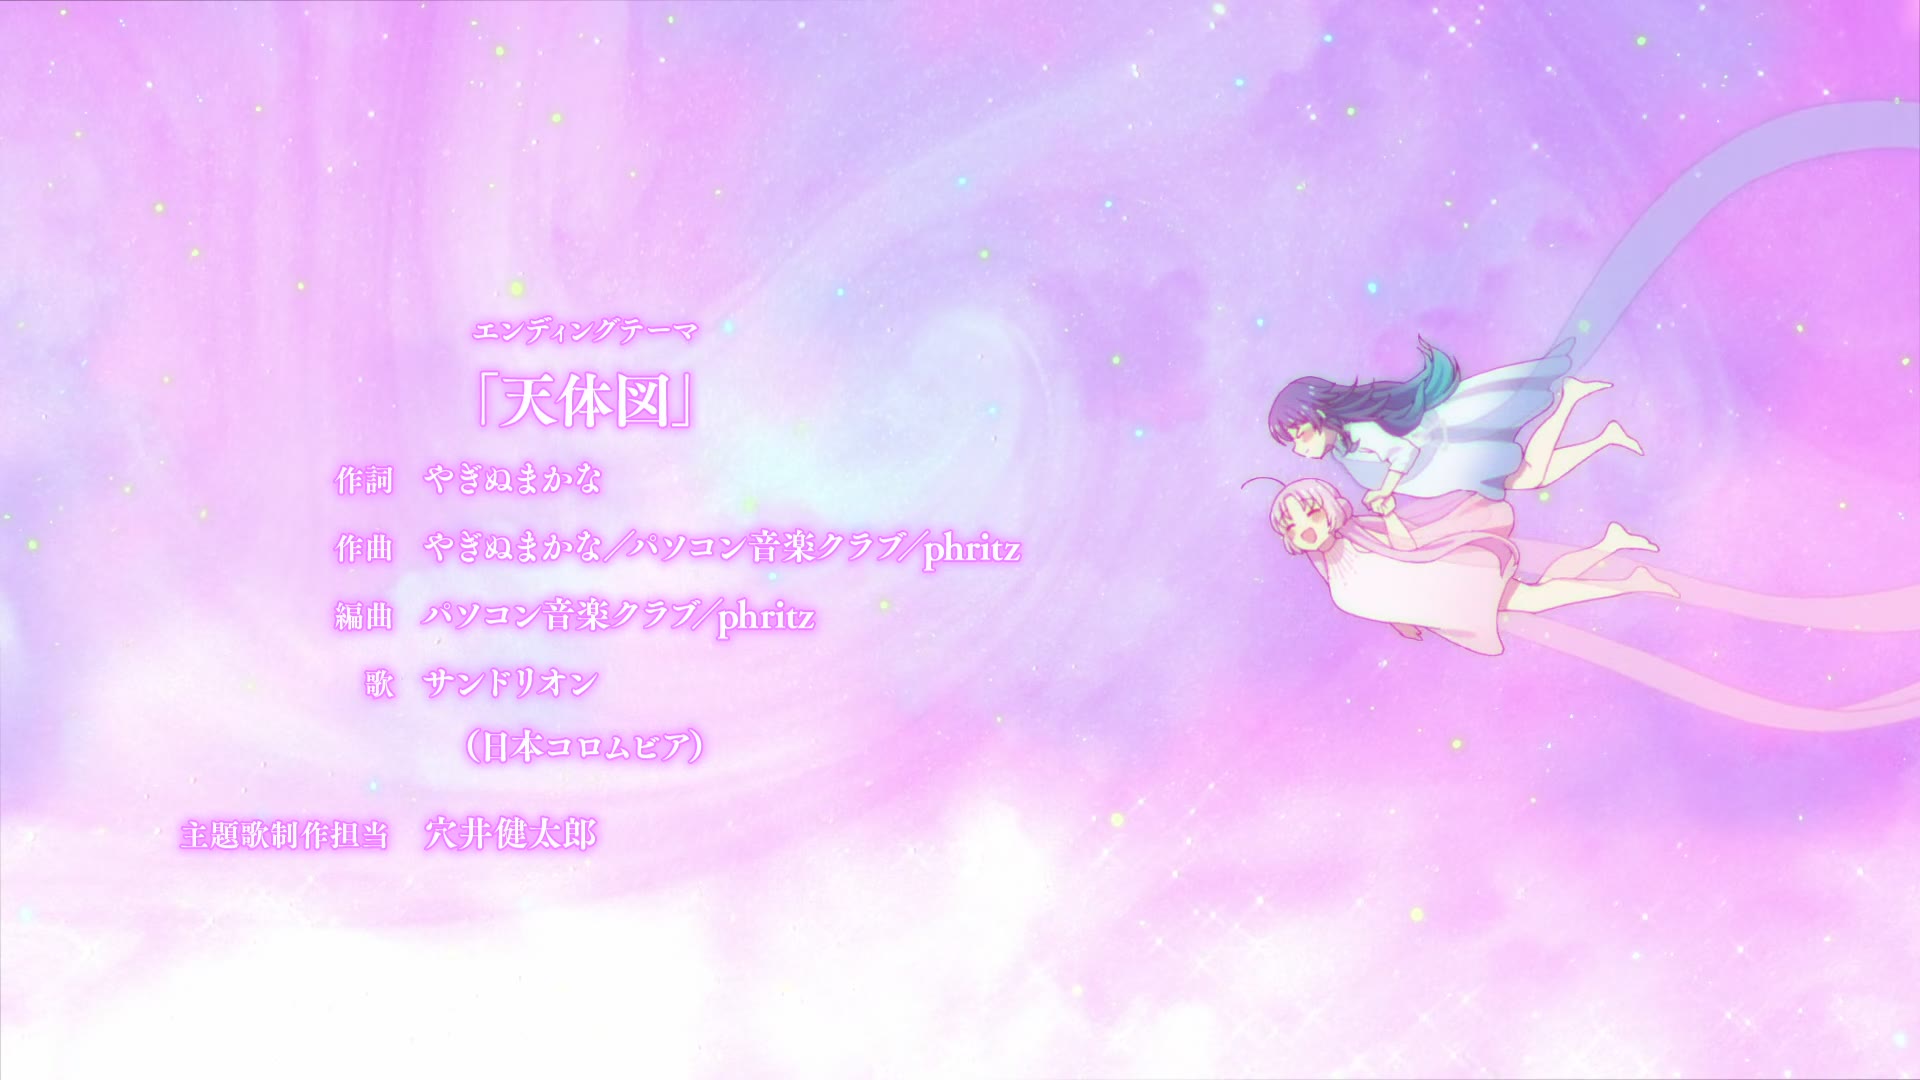 エンディングテーマ
「天体図」
作詞 やぎぬまかな
作曲 やぎぬまかな／パソコン音楽クラブ／phritz
編曲 パソコン音楽クラブ／phritz
歌 サンドリオン
（日本コロムビア）
主題歌制作担当 穴井健太郎